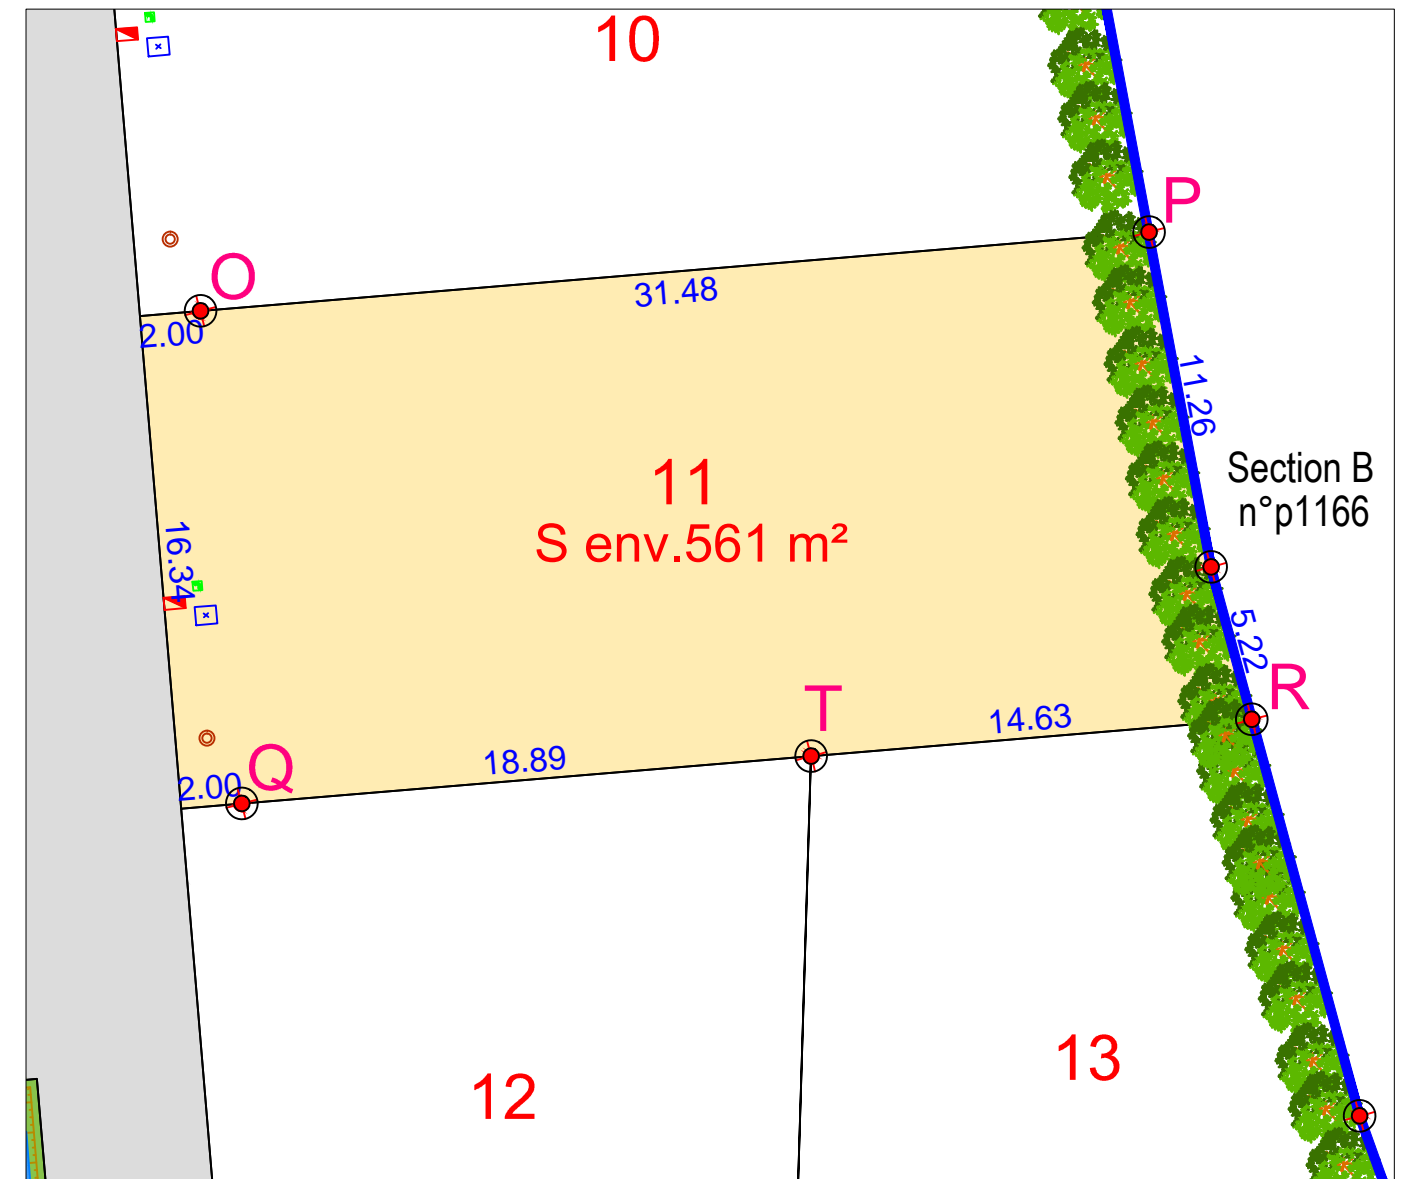 10
P
O
31.48
2.00
11.26
Section B
n°p1166
11
S env.561 m²
16.34
5.22
R
T
14.63
Q
18.89
2.00
13
12